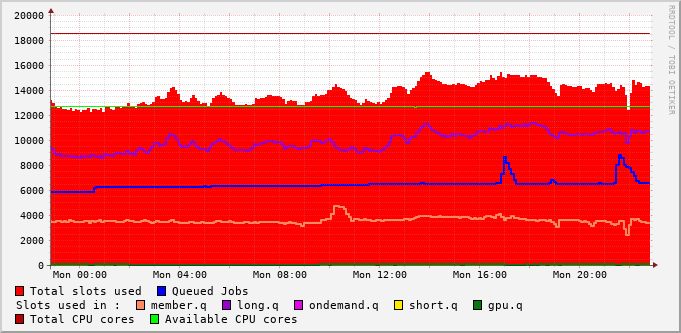 RRDTOOL / TOBI OETIKER
20000
18000
16000
14000
12000
10000
8000
6000
4000
2000
0
Mon 00:00 Mon 04:00 Mon 08:00 Mon 12:00 Mon 16:00 Mon 20:00
Total slots used Queued Jobs
Slots used in : member.q long.q ondemand.q short.q gpu.q
Total CPU cores Available CPU cores